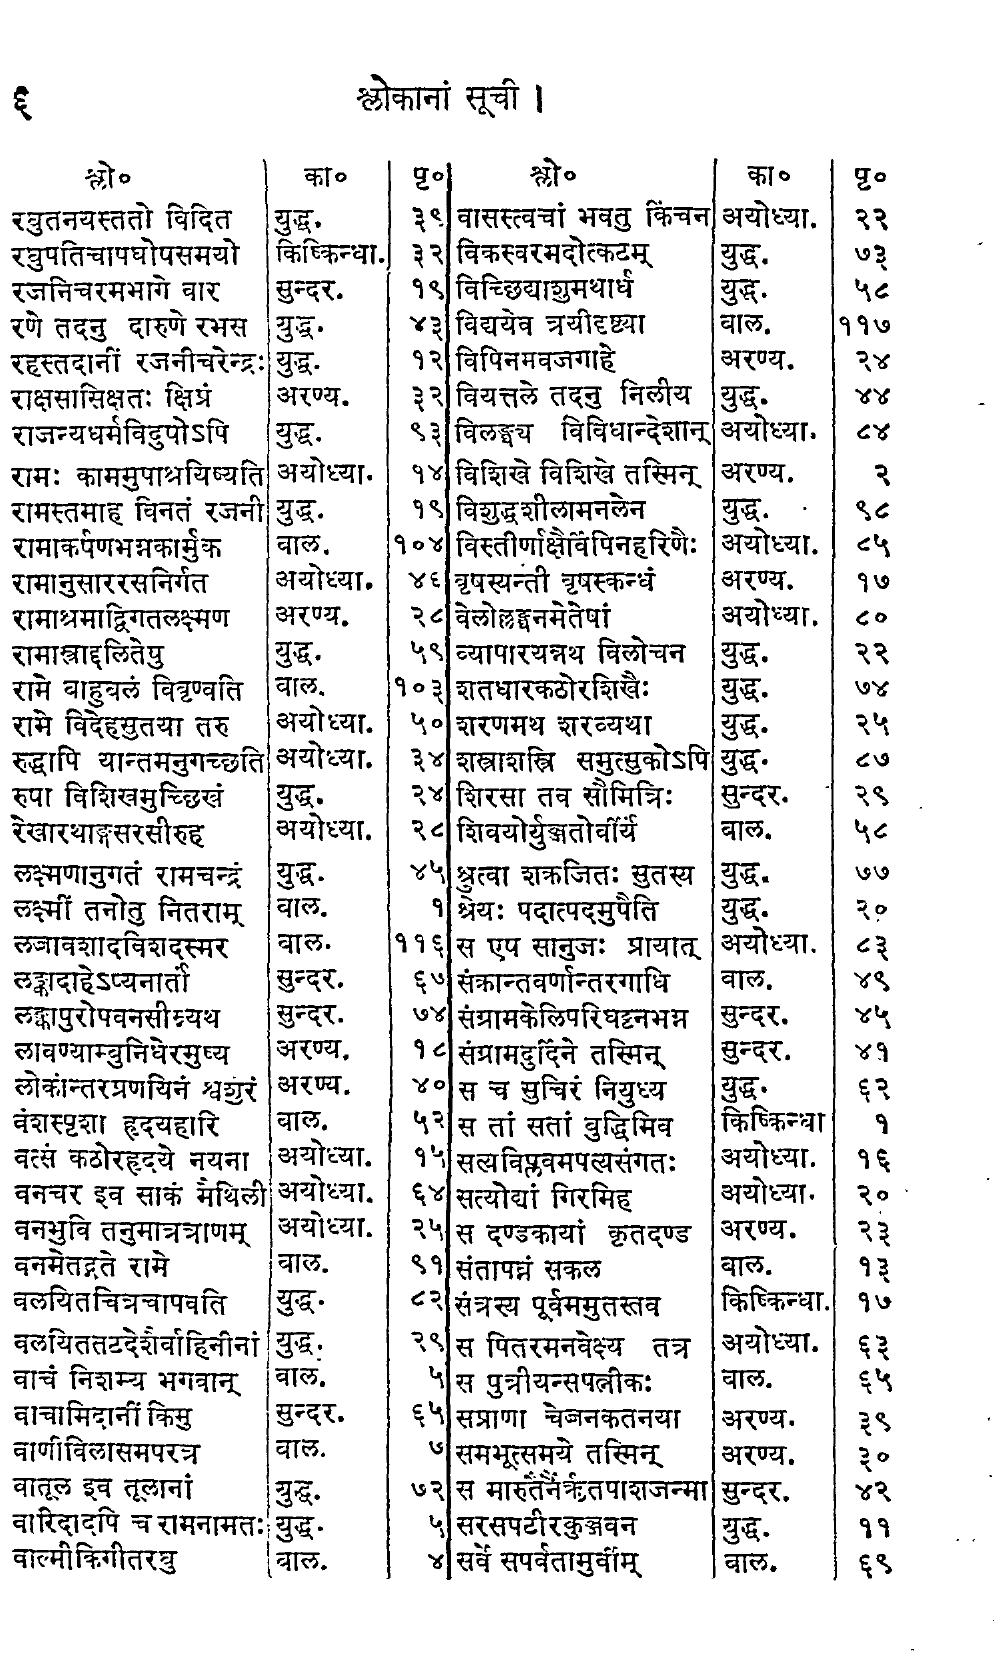 ६ श्लोकानां सूची ।
श्लो० का० पृ० श्लो० का० पृ०
रघुतनयस्ततो विदित युद्ध. ३९ वासस्त्वचां भवतु किंचन अयोध्या. २२
रघुपतिचापघोपसमयो किष्किन्धा. ३२ विकस्वरमदोत्कटम् युद्ध. ७३
रजनिचरमभागे वार सुन्दर. १९ विच्छिद्याशुमथार्ध युद्ध. ५८
रणे तदनु दारुणे रभस युद्ध. ४३ विद्ययेव त्रयीदृष्ट्या वाल. ११७
रहस्तदानीं रजनीचरेन्द्रः युद्ध. १२ विपिनमवजगाहे अरण्य. २४
राक्षसासिक्षतः क्षिप्रं अरण्य. ३२ वियत्तले तदनु निलीय युद्ध. ४४
राजन्यधर्मविदुपोऽपि युद्ध. ९३ विलङ्घ्य विविधान्देशान् अयोध्या. ८४
रामः काममुपाश्रयिष्यति अयोध्या. १४ विशिखे विशिखे तस्मिन् अरण्य. २
रामस्तमाह विनतं रजनी युद्ध. १९ विशुद्धशीलामनलेन युद्ध. ९८
रामाकर्पणभग्नकार्मुक वाल. १०४ विस्तीर्णाक्षैर्विपिनहरिणैः अयोध्या. ८५
रामानुसाररसनिर्गत अयोध्या. ४६ वृषस्यन्ती वृषस्कन्धं अरण्य. १७
रामाश्रमाद्विगतलक्ष्मण अरण्य. २८ वेलोल्लङ्घनमेतेषां अयोध्या. ८०
रामास्त्राद्दलितेपु युद्ध. ५९ व्यापारयन्नथ विलोचन युद्ध. २२
रामे बाहुबलं विवृण्वति वाल. १०३ शतधारकठोरशिखैः युद्ध. ७४
रामे विदेहसुतया तरु अयोध्या. ५० शरणमथ शरव्यथा युद्ध. २५
रुद्धापि यान्तमनुगच्छति अयोध्या. ३४ शस्त्राशस्त्रि समुत्सुकोऽपि युद्ध. ८७
रुपा विशिखमुच्छिखं युद्ध. २४ शिरसा तव सौमित्रिः सुन्दर. २९
रेखारथाङ्गसरसीरुह अयोध्या. २८ शिवयोर्युञ्जतोर्वीर्यं वाल. ५८
लक्ष्मणानुगतं रामचन्द्रं युद्ध. ४५ श्रुत्वा शक्रजितः सुतस्य युद्ध. ७७
लक्ष्मीं तनोतु नितराम् वाल. १ श्रेयः पदात्पदमुपैति युद्ध. २०
लज्जावशादविशदस्मर वाल. ११६ स एप सानुजः प्रायात् अयोध्या. ८३
लङ्कादाहेऽप्यनार्तां सुन्दर. ६७ संक्रान्तवर्णान्तरगाधि वाल. ४९
लङ्कापुरोपवनसीम्न्यथ सुन्दर. ७४ संग्रामकेलिपरिघट्टनभग्न सुन्दर. ४५
लावण्याम्बुनिधेरमुष्य अरण्य. १८ संग्रामदुर्दिने तस्मिन् सुन्दर. ४१
लोकान्तरप्रणयिनं श्वशुरं अरण्य. ४० स च सुचिरं नियुध्य युद्ध. ६२
वंशस्पृशा हृदयहारि वाल. ५२ स तां सतां बुद्धिमिव किष्किन्धा १
वत्सं कठोरहृदये नयना अयोध्या. १५ सत्यविप्लवमपत्यसंगतः अयोध्या. १६
वनचर इव साकं मैथिली अयोध्या. ६४ सत्योद्यां गिरमिह अयोध्या. २०
वनभुवि तनुमात्रत्राणम् अयोध्या. २५ स दण्डकायां कृतदण्ड अरण्य. २३
वनमेतद्गते रामे वाल. ९१ संतापघ्नं सकल वाल. १३
वलयितचित्रचापवति युद्ध. ८२ संत्रस्य पूर्वममुतस्तव किष्किन्धा. १७
वलयिततटदेशैर्वाहिनीनां युद्ध. २९ स पितरमनवेक्ष्य तत्र अयोध्या. ६३
वाचं निशम्य भगवान् वाल. ५ स पुत्रीयन्सपत्नीकः वाल. ६५
वाचामिदानीं किमु सुन्दर. ६५ सप्राणा चेज्जनकतनया अरण्य. ३९
वाणीविलासमपरत्र वाल. ७ समभूत्समये तस्मिन् अरण्य. ३०
वातूल इव तूलानां युद्ध. ७२ स मारुतैर्नैर्ऋतपाशजन्मा सुन्दर. ४२
वारिदादपि च रामनामतः युद्ध. ५ सरसपटीरकुञ्जवन युद्ध. ११
वाल्मीकिगीतरघु वाल. ४ सर्वे सपर्वतामुर्वीम् वाल. ६९